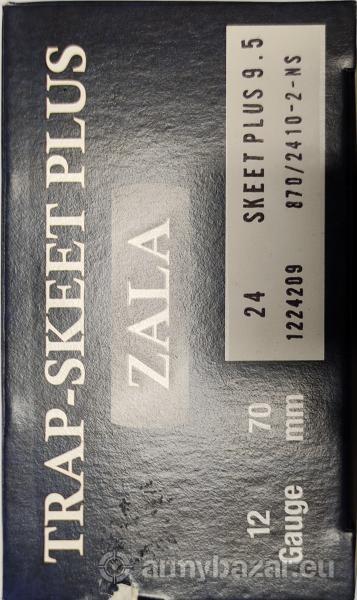 TRAP-SKEET PLUS
ZALA
12 70
Gauge mm
24 SKEET PLUS 9.5
1224209 870/2410-2-NS
armybazar.eu